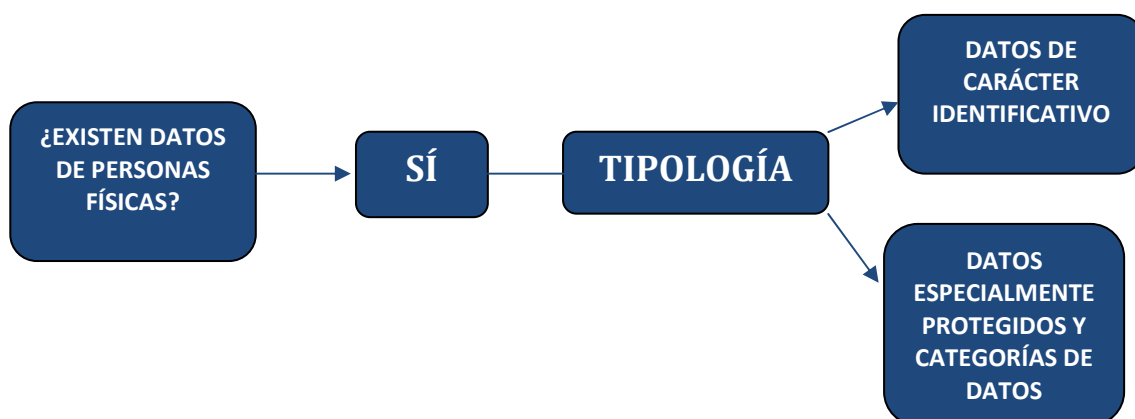 ¿EXISTEN DATOS
DE PERSONAS
FÍSICAS?
SÍ
TIPOLOGÍA
DATOS DE
CARÁCTER
IDENTIFICATIVO
DATOS
ESPECIALMENTE
PROTEGIDOS Y
CATEGORÍAS DE
DATOS